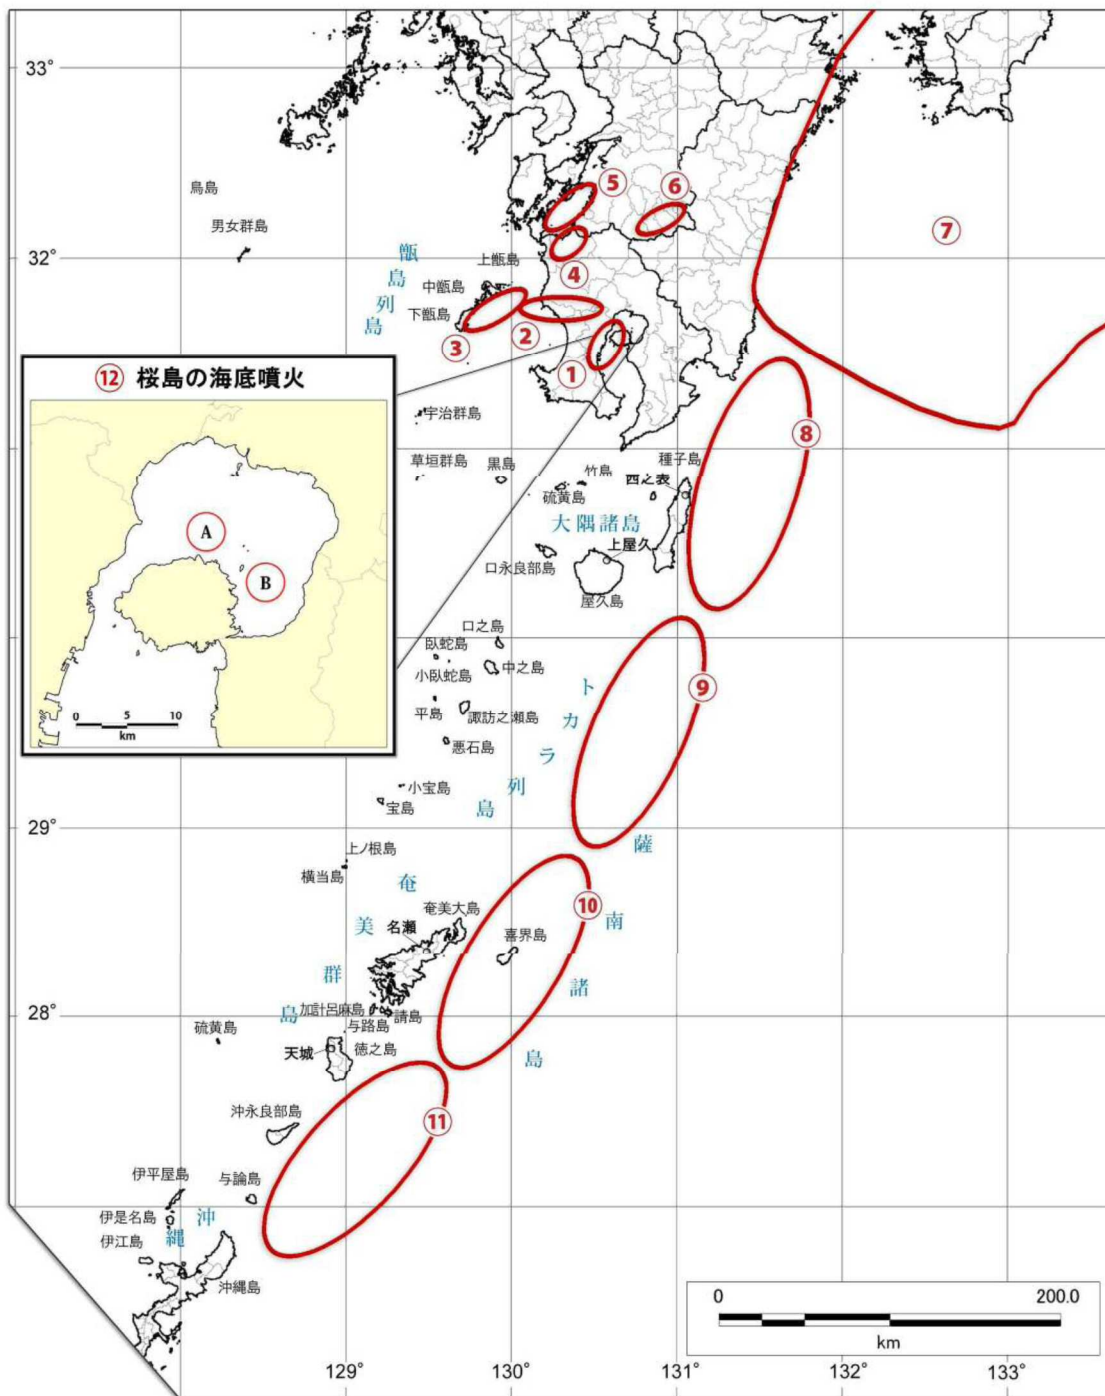 33°
鳥島
男女群島
⑤
⑥
⑦
32°
甑島列島
上甑島
中甑島
下甑島
④
③
②
①
⑫ 桜島の海底噴火
A
B
0 5 10
km
⑧
宇治群島
草垣群島
黒島
竹島
硫黄島
種子島
西之表
大隅諸島
上屋久
口永良部島
屋久島
口之島
臥蛇島
小臥蛇島
中之島
平島
諏訪之瀬島
悪石島
小宝島
宝島
トカラ列島
⑨
29°
薩南諸島
上ノ根島
横当島
奄美群島
奄美大島
名瀬
喜界島
⑩
28°
加計呂麻島
請島
与路島
硫黄島
天城
徳之島
沖永良部島
⑪
伊平屋島
与論島
伊是名島
伊江島
沖縄
沖縄島
0 200.0
km
129° 130° 131° 132° 133°